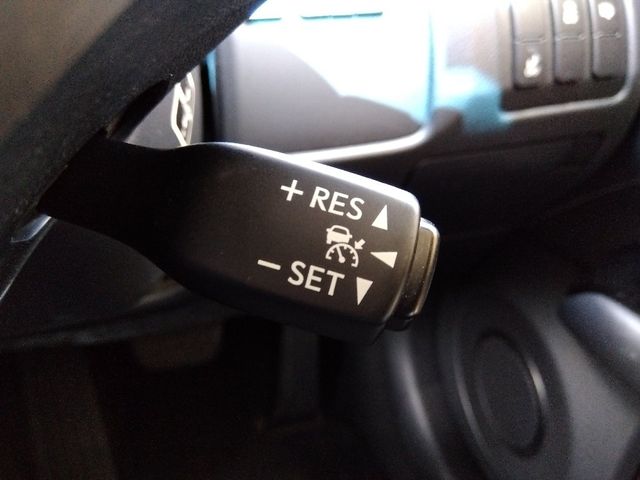 + RES
- SET